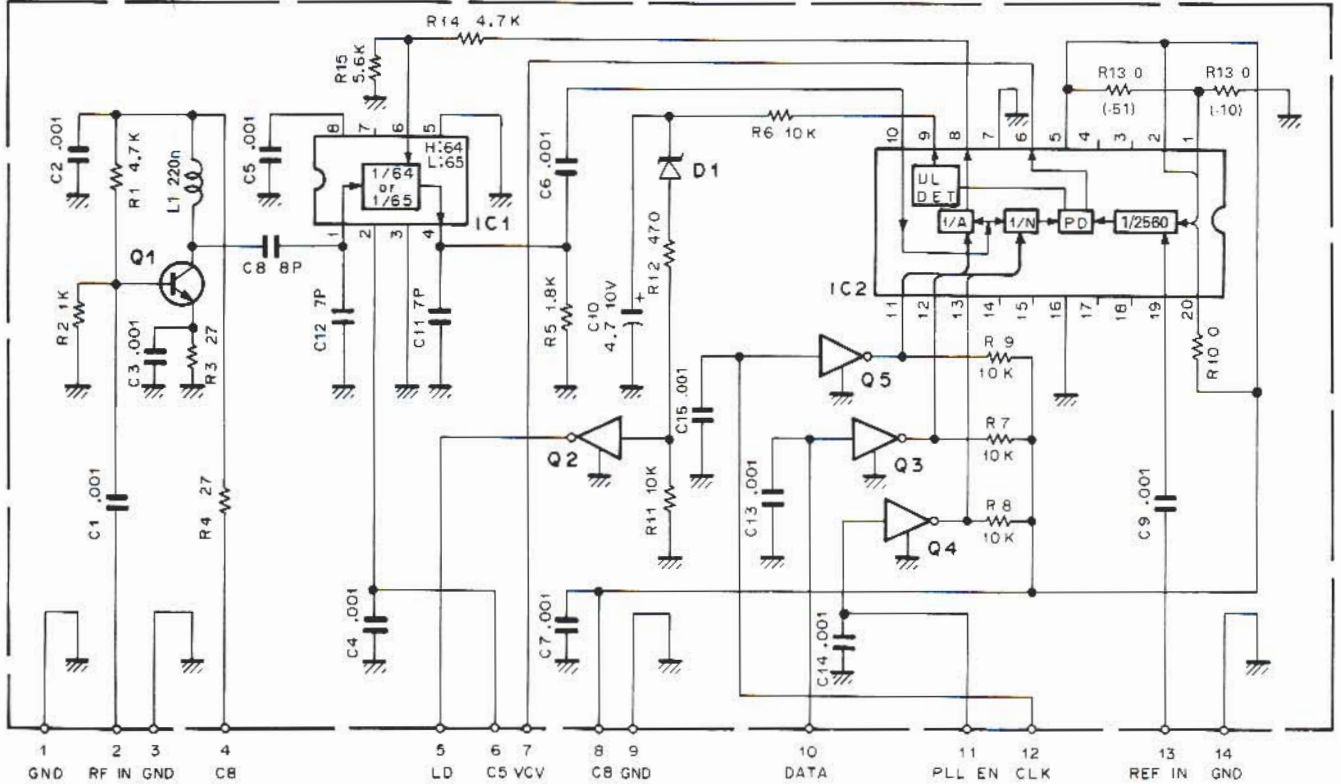 R14 4.7K
R15 5.6K
C2 .001
R1 4.7K
L1 220n
Q1
R2 1K
C3 .001
R3 27
C8 8P
C5 .001
8 7 6 5
H:64
L:65
1/64
or
1/65
IC1
1 2 3 4
C12 7P
C11 7P
C6 .001
R5 1.8K
R6 10K
D1
R12 470
C10
4.7 10V
R13 0
(-51)
R13 0
(-10)
10 9 8 7 6 5 4 3 2 1
UL
DET
1/A
1/N
PD
1/2560
IC2
11 12 13 14 15 16 17 18 19 20
R10 0
C15 .001
Q5
R 9
10K
Q3
R 7
10K
Q4
R 8
10K
C13 .001
C9 .001
Q2
R11 10K
C1 .001
R4 27
C4 .001
C7 .001
C14 .001
1 2 3 4 5 6 7 8 9 10 11 12 13 14
GND RF IN GND C8 LD C5 VCV C8 GND DATA PLL EN CLK REF IN GND